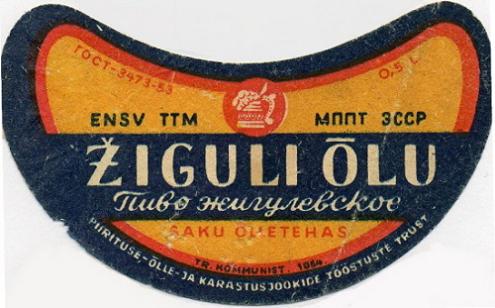 ГОСТ-3473-53
0,5 L
ENSV TTM
МППТ ЭССР
ŽIGULI ÕLU
Пиво жигулевское
SAKU ÕLLETEHAS
TR. KOMMUNIST. 1064.
PIIRITUSE-ÕLLE- JA KARASTUSJOOKIDE TÖÖSTUSTE TRUST